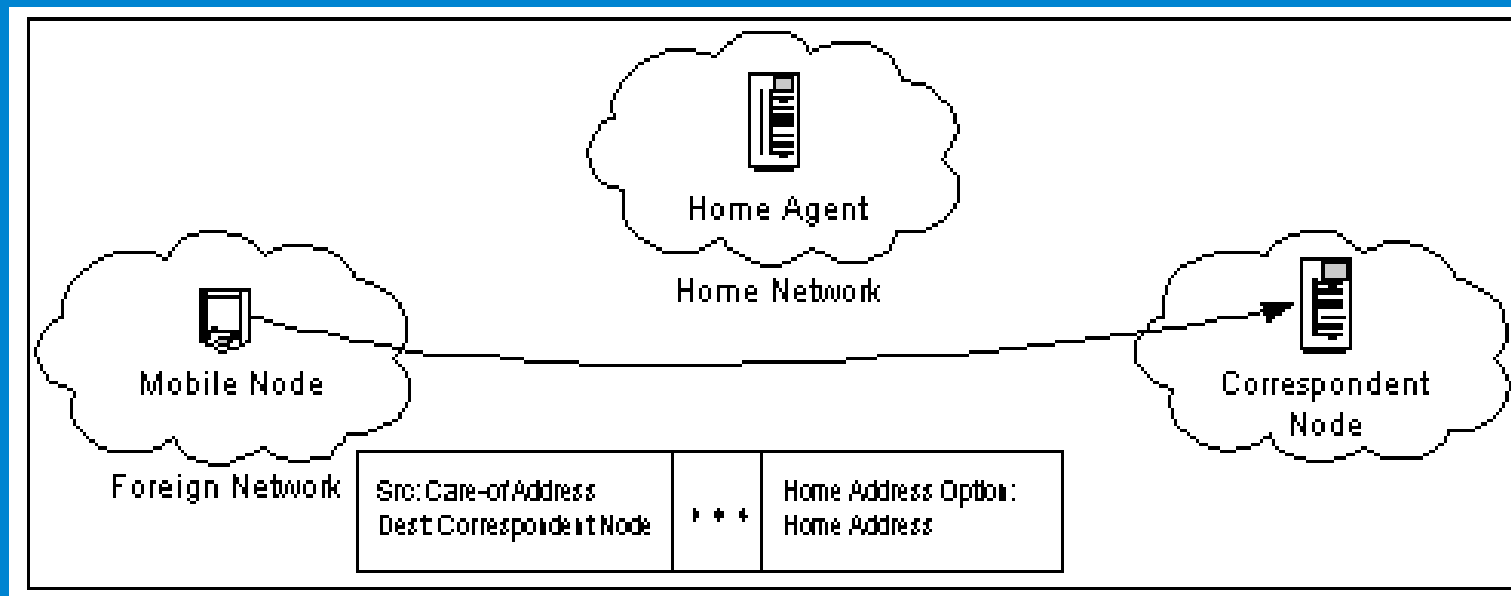 Home Agent
Home Network
Mobile Node
Foreign Network
Correspondent
Node
Src: Care-of Address
Dest: Correspondent Node
• • •
Home Address Option:
Home Address